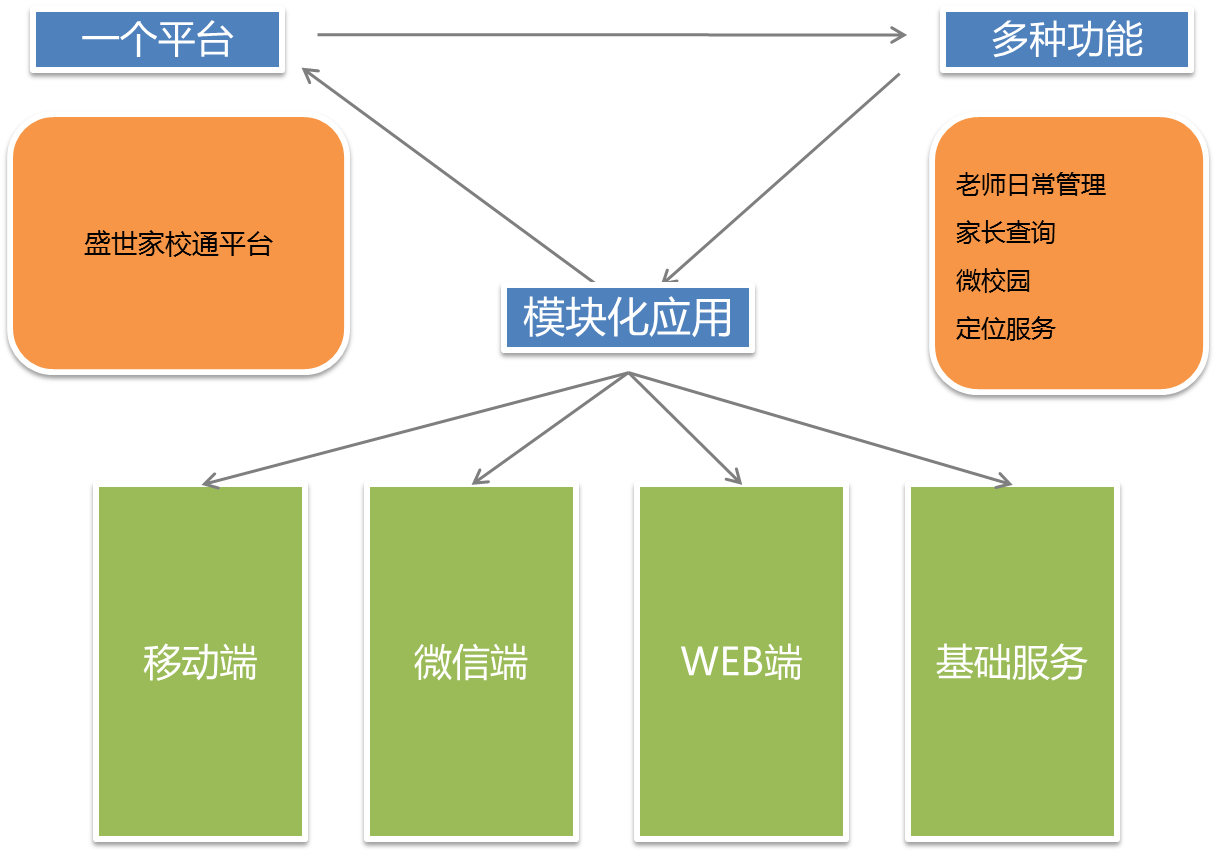 一个平台
多种功能
盛世家校通平台
老师日常管理
家长查询
微校园
定位服务
模块化应用
移动端
微信端
WEB端
基础服务